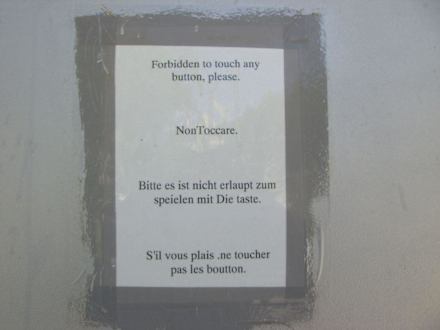 Forbidden to touch any
button, please.
NonToccare.
Bitte es ist nicht erlaupt zum
speielen mit Die taste.
S'il vous plais .ne toucher
pas les boutton.